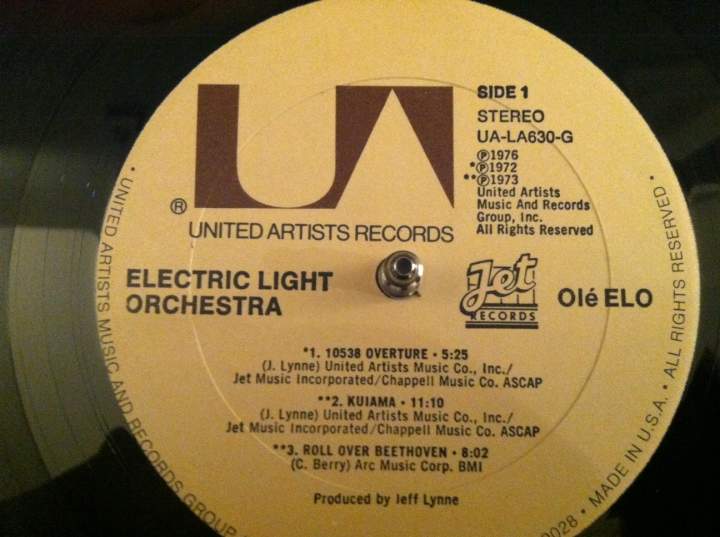 UA
®
UNITED ARTISTS RECORDS
SIDE 1
STEREO
UA-LA630-G
℗1976
*℗1972
**℗1973
United Artists
Music And Records
Group, Inc.
All Rights Reserved
ELECTRIC LIGHT
ORCHESTRA
Jet
RECORDS
Olé ELO
*1. 10538 OVERTURE • 5:25
(J. Lynne) United Artists Music Co., Inc./
Jet Music Incorporated/Chappell Music Co. ASCAP
**2. KUIAMA • 11:10
(J. Lynne) United Artists Music Co., Inc./
Jet Music Incorporated/Chappell Music Co. ASCAP
**3. ROLL OVER BEETHOVEN • 8:02
(C. Berry) Arc Music Corp. BMI
Produced by Jeff Lynne
• UNITED ARTISTS MUSIC AND RECORDS GROUP
0028 • MADE IN U.S.A. • ALL RIGHTS RESERVED •